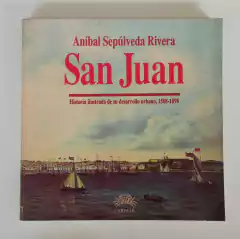 Aníbal Sepúlveda Rivera
San Juan
Historia ilustrada de su desarrollo urbano, 1508-1898